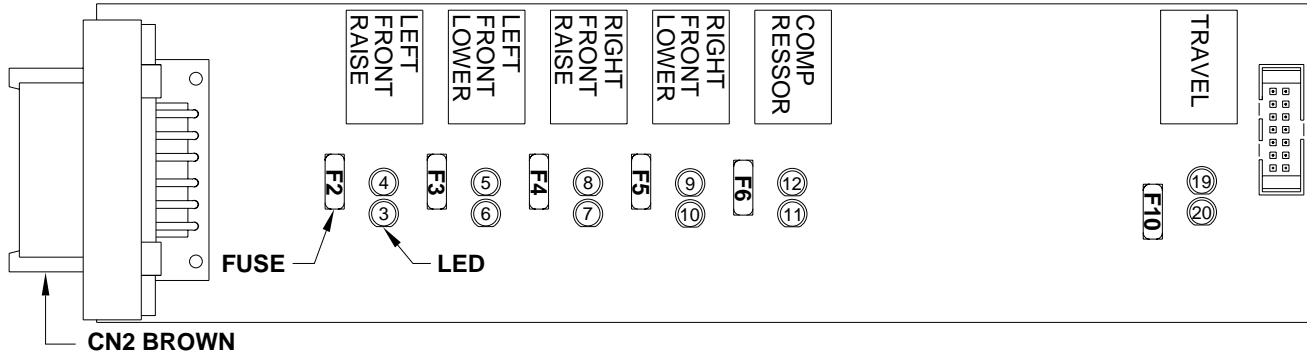 LEFT
FRONT
RAISE
LEFT
FRONT
LOWER
RIGHT
FRONT
RAISE
RIGHT
FRONT
LOWER
COMP
RESSOR
TRAVEL
F2
4
3
F3
5
6
F4
8
7
F5
9
10
F6
12
11
F10
19
20
FUSE
LED
CN2 BROWN